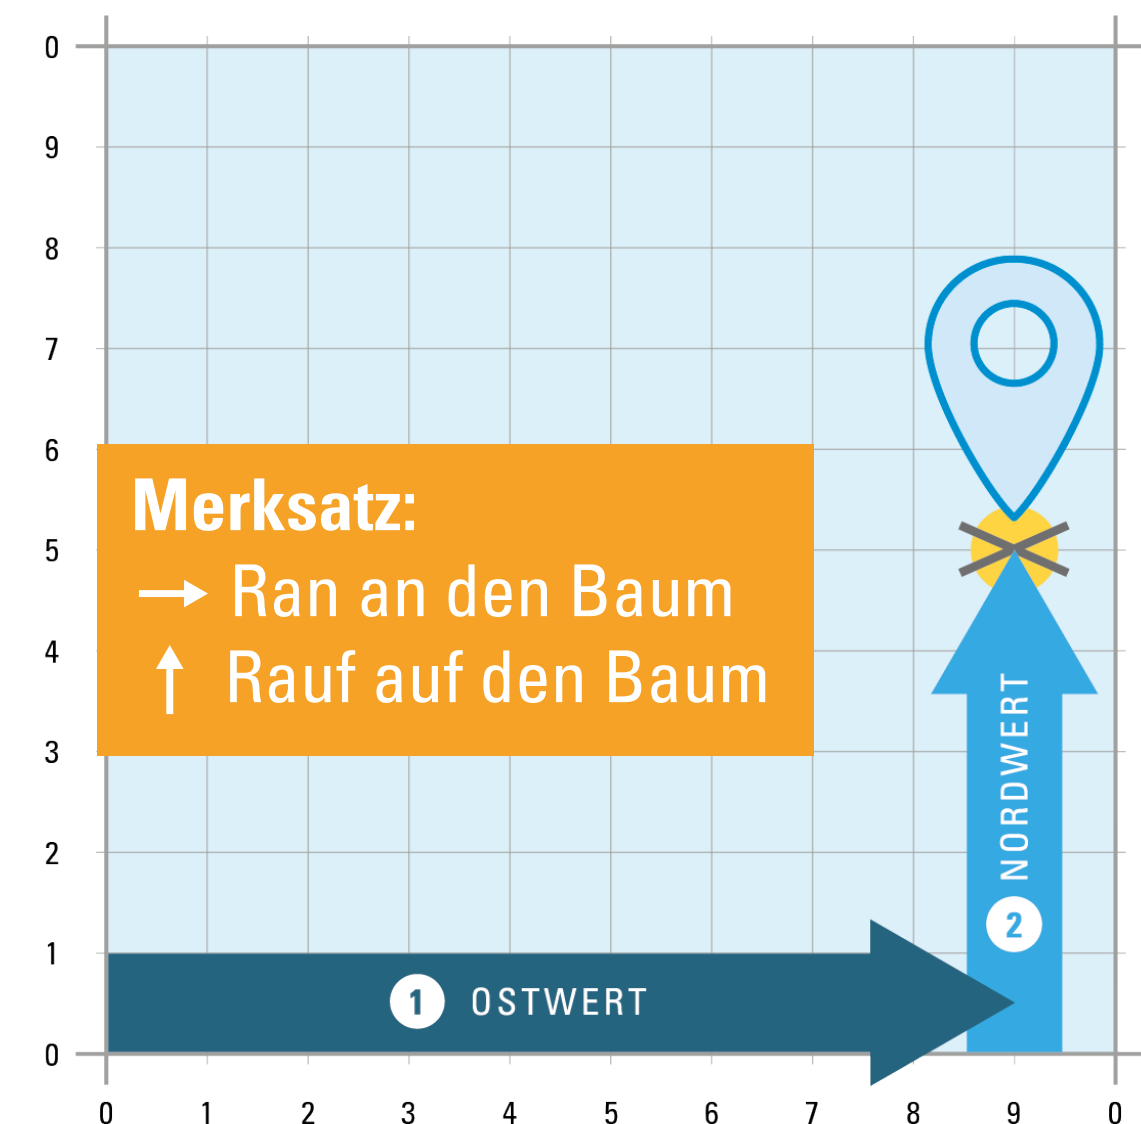 0
9
8
7
6
Merksatz:
5
→ Ran an den Baum
4
↑ Rauf auf den Baum
3
2
NORDWERT
2
1
1 OSTWERT
0
0 1 2 3 4 5 6 7 8 9 0